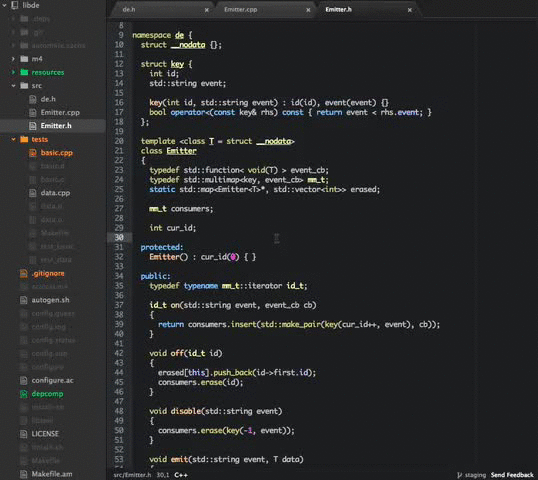 libde
.deps
.git
autom4te.cache
m4
resources
src
de.h
Emitter.cpp
Emitter.h
tests
basic.cpp
basic.d
basic.o
data.cpp
data.d
data.o
Makefile
test_basic
test_data
.gitignore
autogen.sh
config.guess
config.log
config.status
config.sub
configure
configure.ac
depcomp
install-sh
libtool
ltmain.sh
Makefile
Makefile.am
LICENSE
de.h
Emitter.cpp
Emitter.h
8
9 namespace de {
10 struct __nodata {};
11
12 struct key {
13 int id;
14 std::string event;
15
16 key(int id, std::string event) : id(id), event(event) {}
17 bool operator<(const key& rhs) const { return event < rhs.event; }
18 };
19
20 template <class T = struct __nodata>
21 class Emitter
22 {
23 typedef std::function< void(T) > event_cb;
24 typedef std::multimap<key, event_cb> mm_t;
25 static std::map<Emitter<T>*, std::vector<int>> erased;
26
27 mm_t consumers;
28
29 int cur_id;
30
31 protected:
32 Emitter() : cur_id(0) { }
33
34 public:
35 typedef typename mm_t::iterator id_t;
36
37 id_t on(std::string event, event_cb cb)
38 {
39 return consumers.insert(std::make_pair(key(cur_id++, event), cb));
40 }
41
42 void off(id_t id)
43 {
44 erased[this].push_back(id->first.id);
45 consumers.erase(id);
46 }
47
48 void disable(std::string event)
49 {
50 consumers.erase(key(-1, event));
51 }
52
53 void emit(std::string event, T data)
src/Emitter.h 30,1 C++
staging Send Feedback